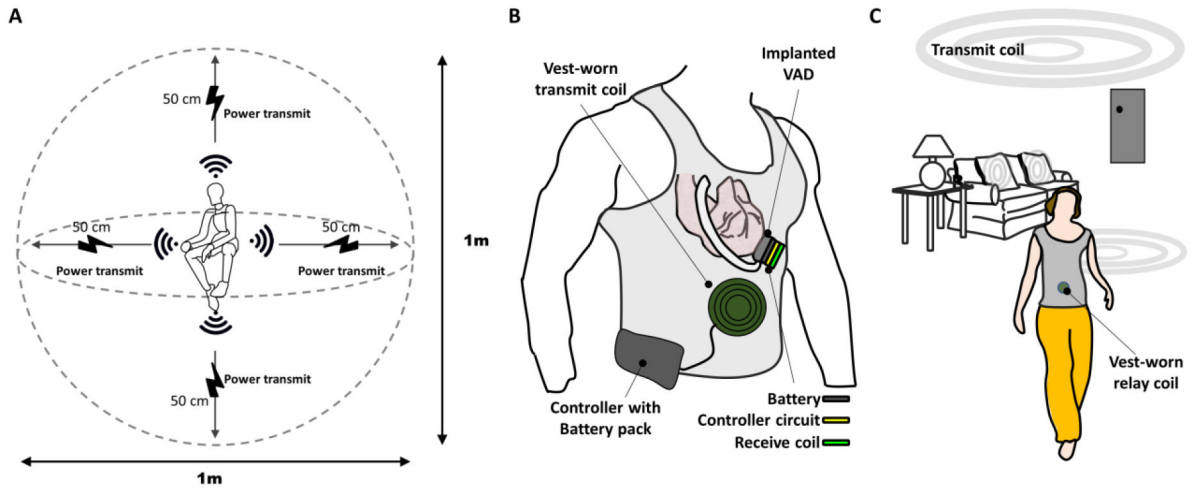 A
50 cm
Power transmit
50 cm
Power transmit
50 cm
Power transmit
Power transmit
50 cm
1m
1m
B
Implanted
VAD
Vest-worn
transmit coil
Controller with
Battery pack
Battery
Controller circuit
Receive coil
C
Transmit coil
Vest-worn
relay coil